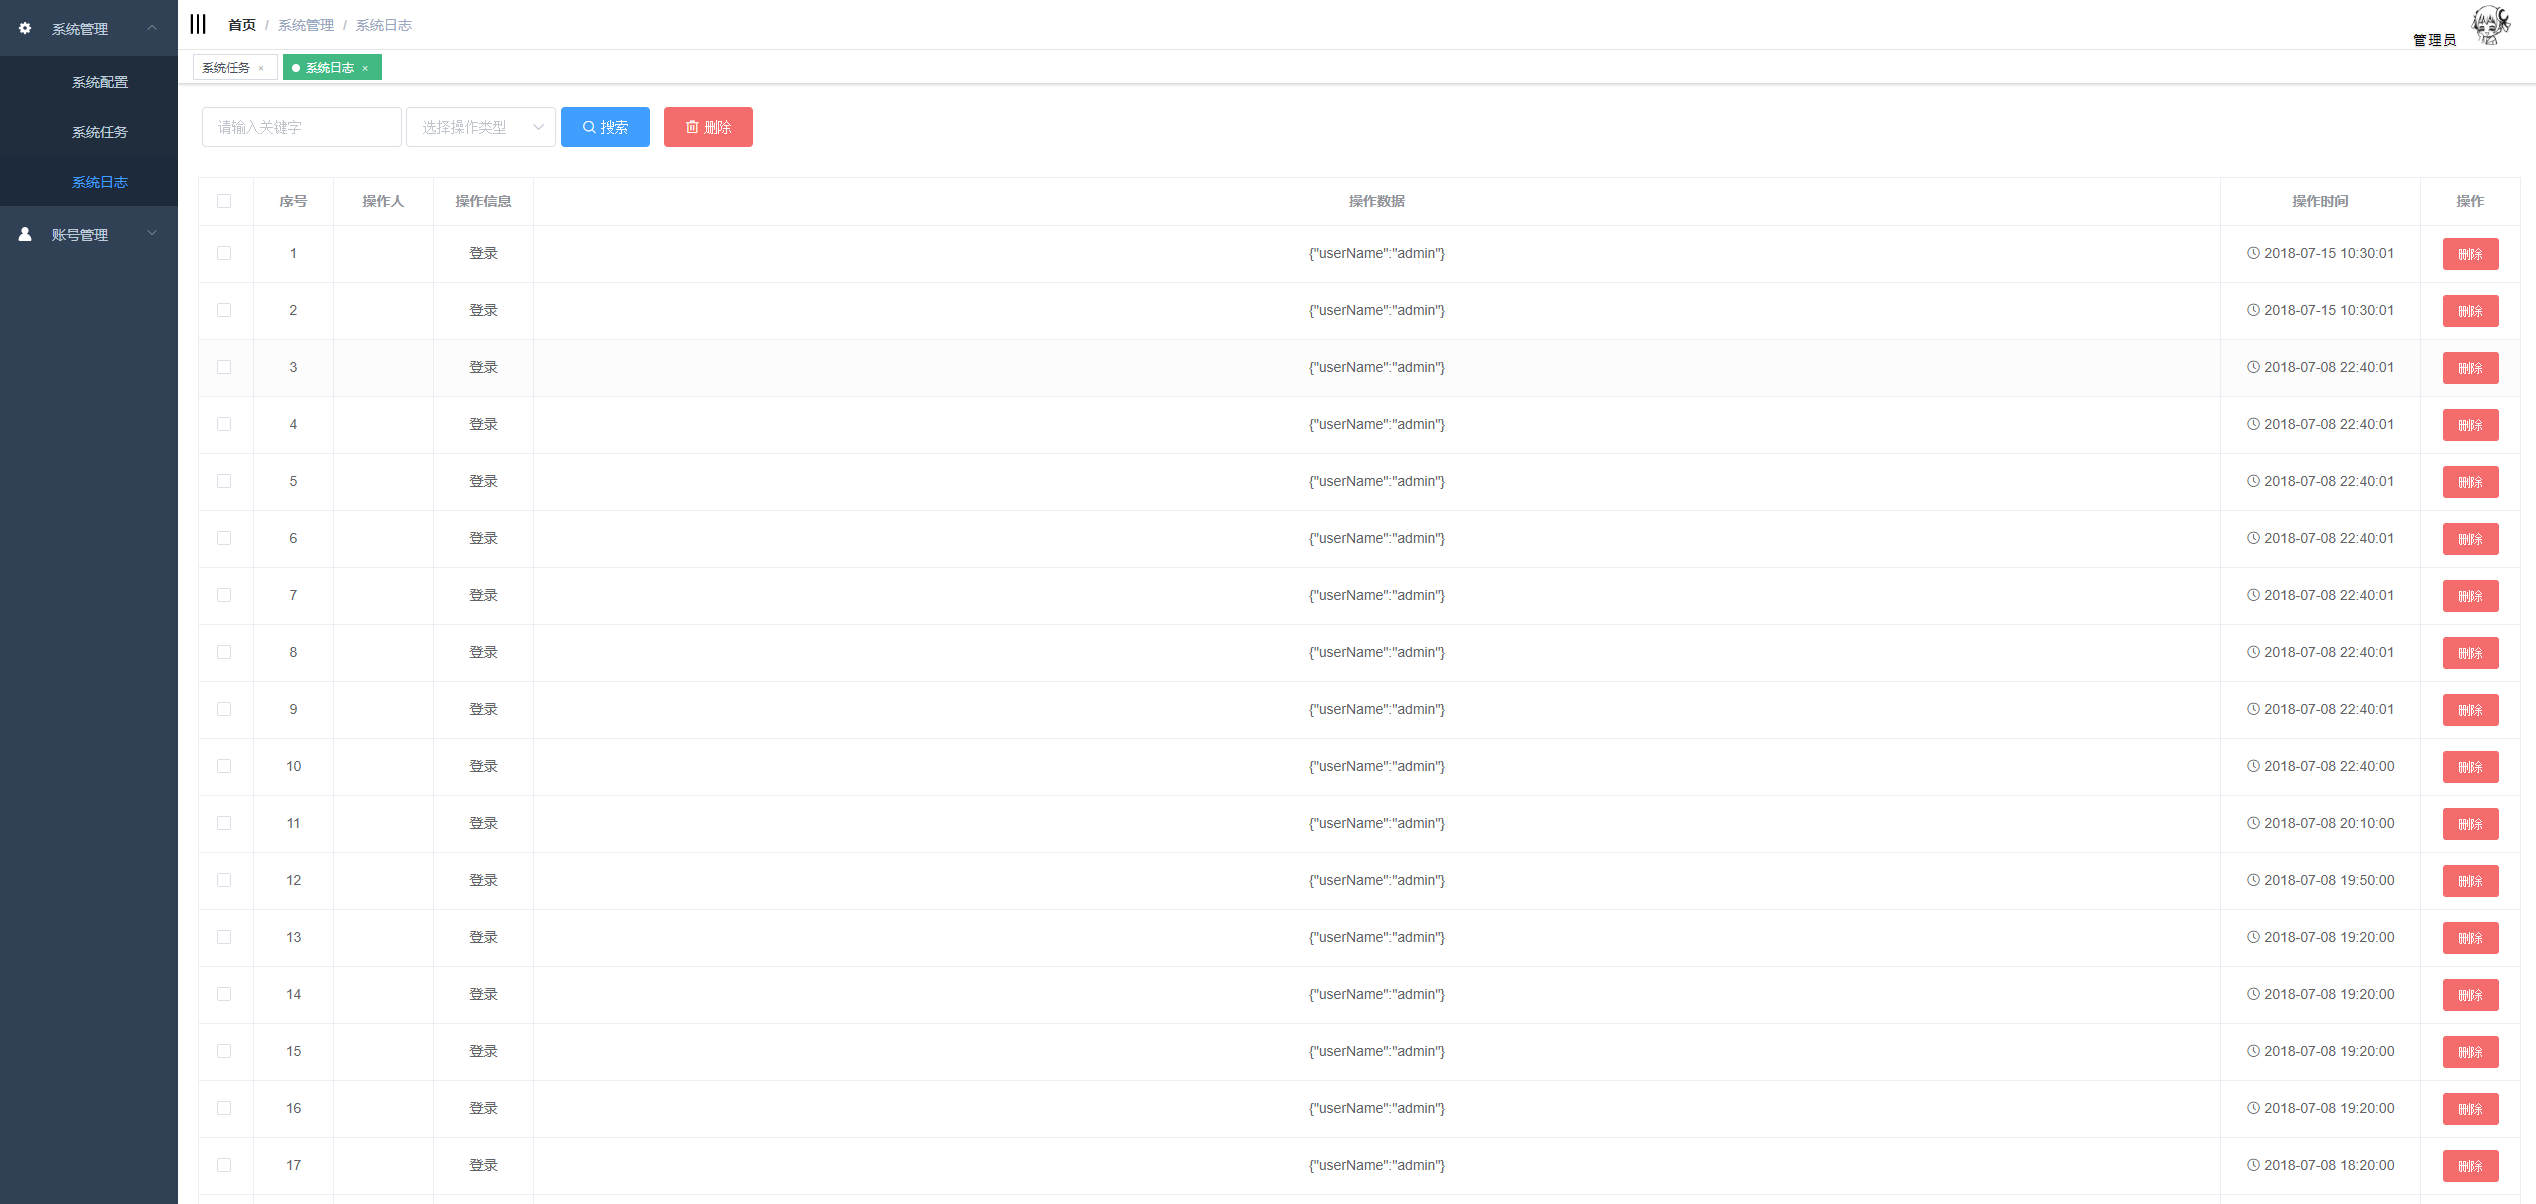 系统管理
系统配置
系统任务
系统日志
账号管理
首页 / 系统管理 / 系统日志
管理员
系统任务 × 系统日志 ×
请输入关键字 选择操作类型 搜索 删除
序号 操作人 操作信息 操作数据 操作时间 操作
1 登录 {"userName":"admin"} 2018-07-15 10:30:01 删除
2 登录 {"userName":"admin"} 2018-07-15 10:30:01 删除
3 登录 {"userName":"admin"} 2018-07-08 22:40:01 删除
4 登录 {"userName":"admin"} 2018-07-08 22:40:01 删除
5 登录 {"userName":"admin"} 2018-07-08 22:40:01 删除
6 登录 {"userName":"admin"} 2018-07-08 22:40:01 删除
7 登录 {"userName":"admin"} 2018-07-08 22:40:01 删除
8 登录 {"userName":"admin"} 2018-07-08 22:40:01 删除
9 登录 {"userName":"admin"} 2018-07-08 22:40:01 删除
10 登录 {"userName":"admin"} 2018-07-08 22:40:00 删除
11 登录 {"userName":"admin"} 2018-07-08 20:10:00 删除
12 登录 {"userName":"admin"} 2018-07-08 19:50:00 删除
13 登录 {"userName":"admin"} 2018-07-08 19:20:00 删除
14 登录 {"userName":"admin"} 2018-07-08 19:20:00 删除
15 登录 {"userName":"admin"} 2018-07-08 19:20:00 删除
16 登录 {"userName":"admin"} 2018-07-08 19:20:00 删除
17 登录 {"userName":"admin"} 2018-07-08 18:20:00 删除